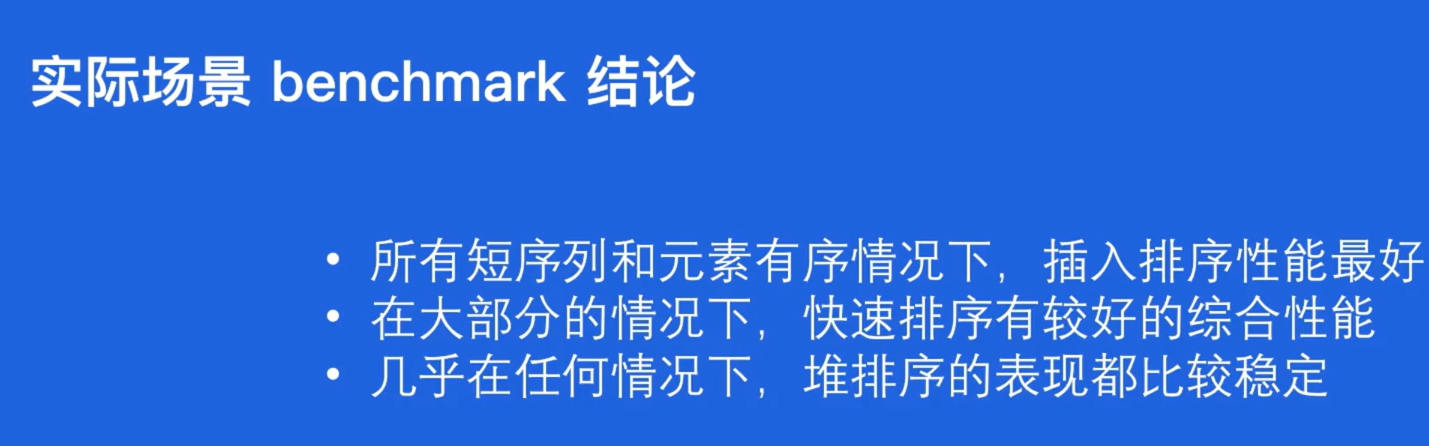 实际场景 benchmark 结论
• 所有短序列和元素有序情况下，插入排序性能最好
• 在大部分的情况下，快速排序有较好的综合性能
• 几乎在任何情况下，堆排序的表现都比较稳定